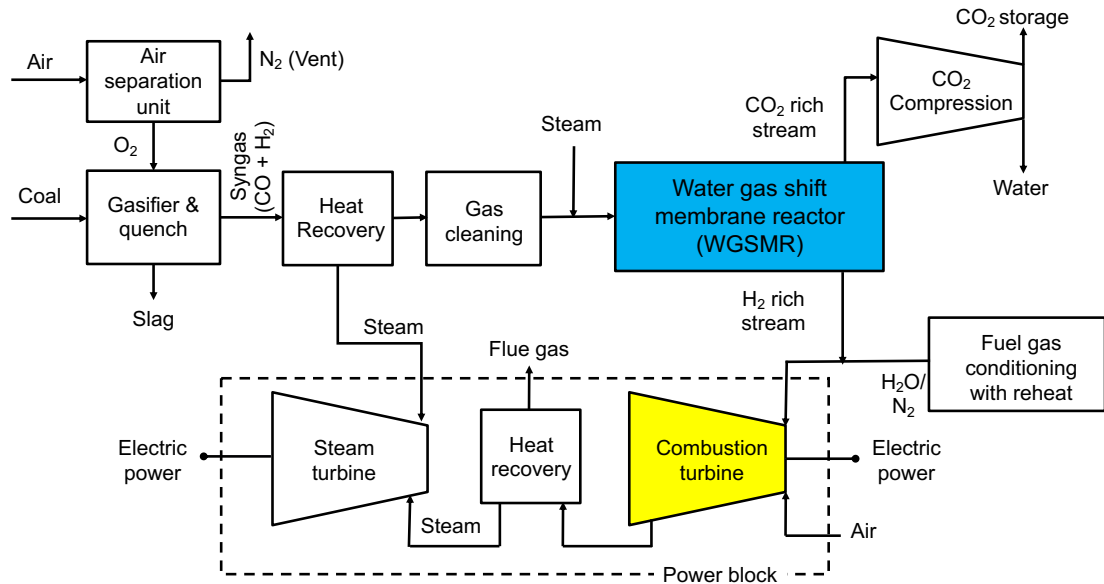 CO₂ storage
Air
Air
separation
unit
N₂ (Vent)
CO₂
Compression
CO₂ rich
stream
O₂
Syngas
(CO + H₂)
Steam
Water
Coal
Gasifier &
quench
Heat
Recovery
Gas
cleaning
Water gas shift
membrane reactor
(WGSMR)
Slag
Steam
H₂ rich
stream
Flue gas
Fuel gas
conditioning
with reheat
H₂O/
N₂
Electric
power
Steam
turbine
Heat
recovery
Combustion
turbine
Electric
power
Steam
Air
Power block